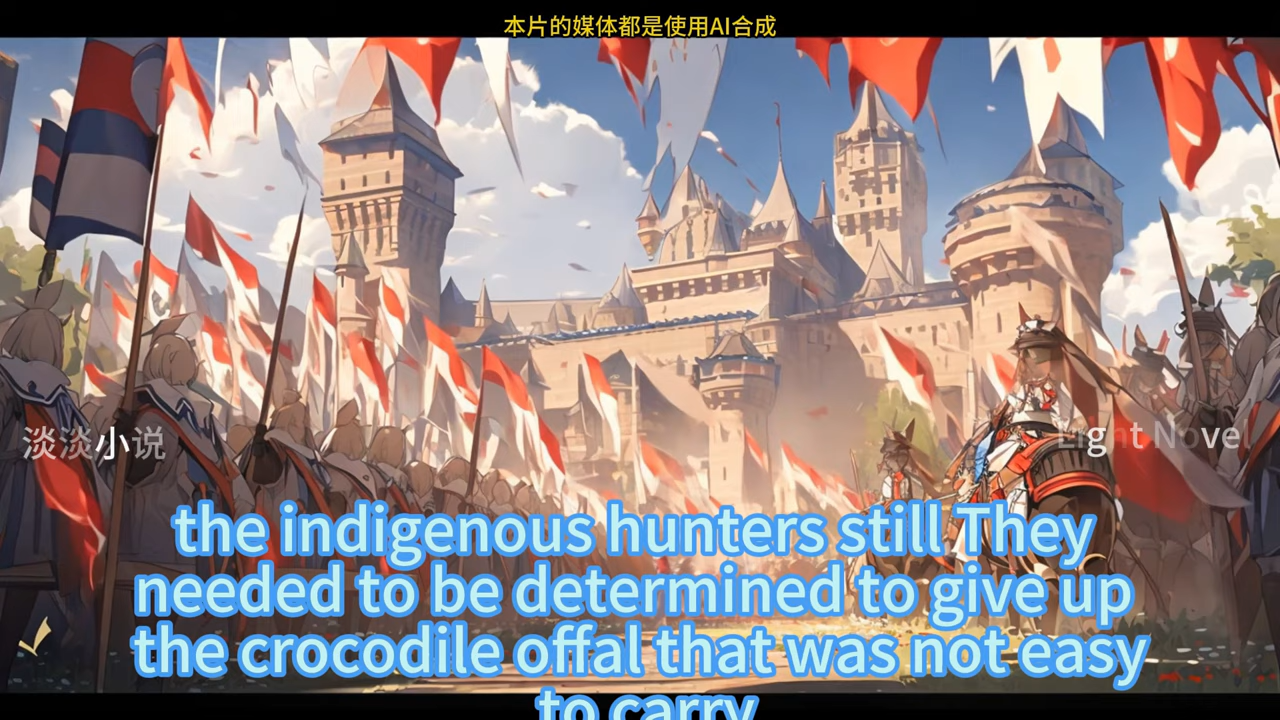 本片的媒体都是使用AI合成
淡淡小说
Light Novel
the indigenous hunters still They
needed to be determined to give up
the crocodile offal that was not easy
to carry